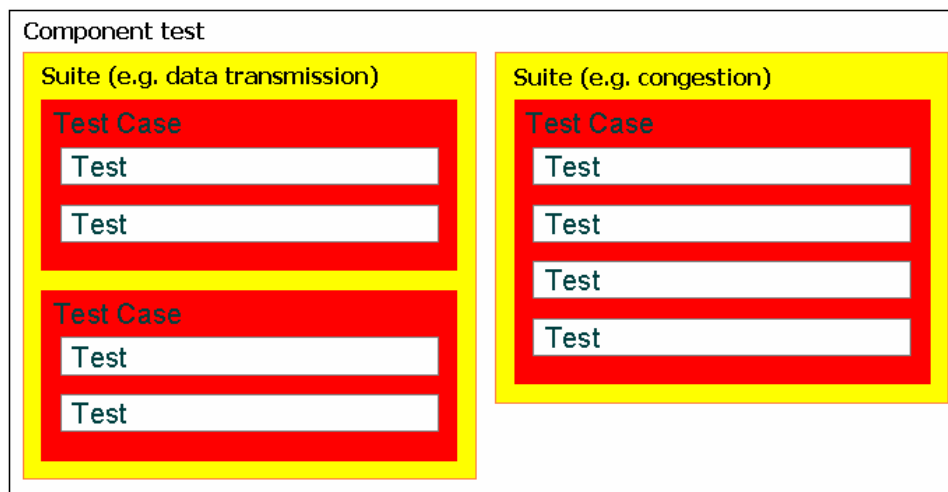 Component test
Suite (e.g. data transmission)
Test Case
Test
Test
Test Case
Test
Test
Suite (e.g. congestion)
Test Case
Test
Test
Test
Test